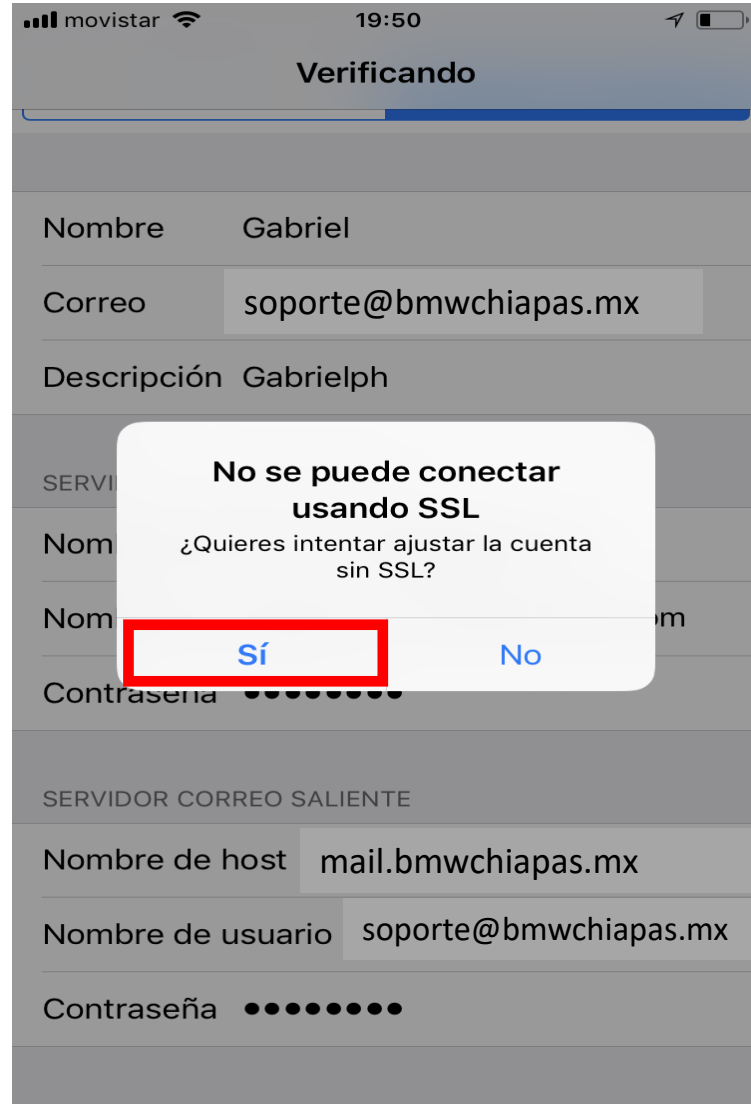 movistar 19:50
Verificando
Nombre Gabriel
Correo soporte@bmwchiapas.mx
Descripción Gabrielph
No se puede conectar
usando SSL
¿Quieres intentar ajustar la cuenta
sin SSL?
Sí No
Contraseña
SERVIDOR CORREO SALIENTE
Nombre de host mail.bmwchiapas.mx
Nombre de usuario soporte@bmwchiapas.mx
Contraseña